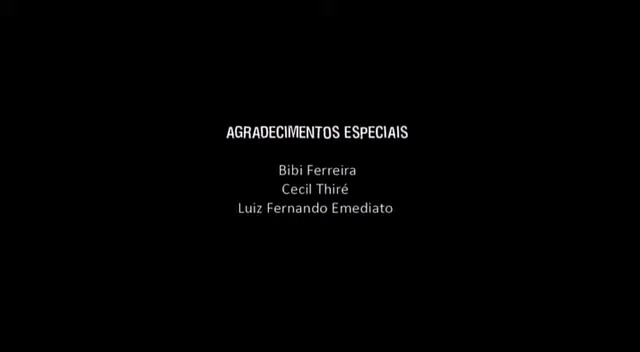 AGRADECIMENTOS ESPECIAIS
Bibi Ferreira
Cecil Thiré
Luiz Fernando Emediato